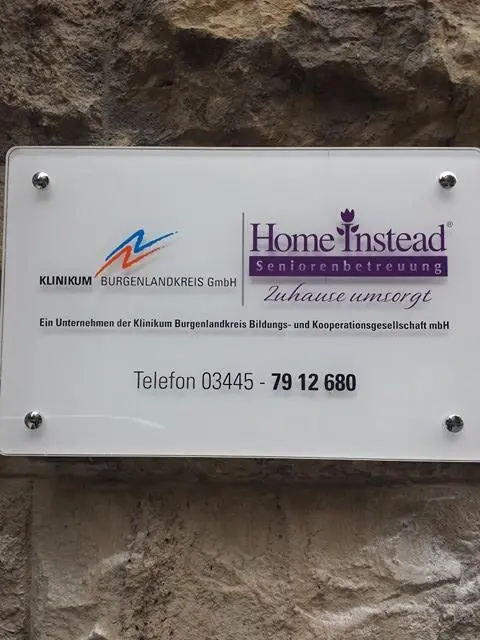 KLINIKUM BURGENLANDKREIS GmbH
Home Instead®
Seniorenbetreuung
Zuhause umsorgt
Ein Unternehmen der Klinikum Burgenlandkreis Bildungs- und Kooperationsgesellschaft mbH
Telefon 03445 - 79 12 680